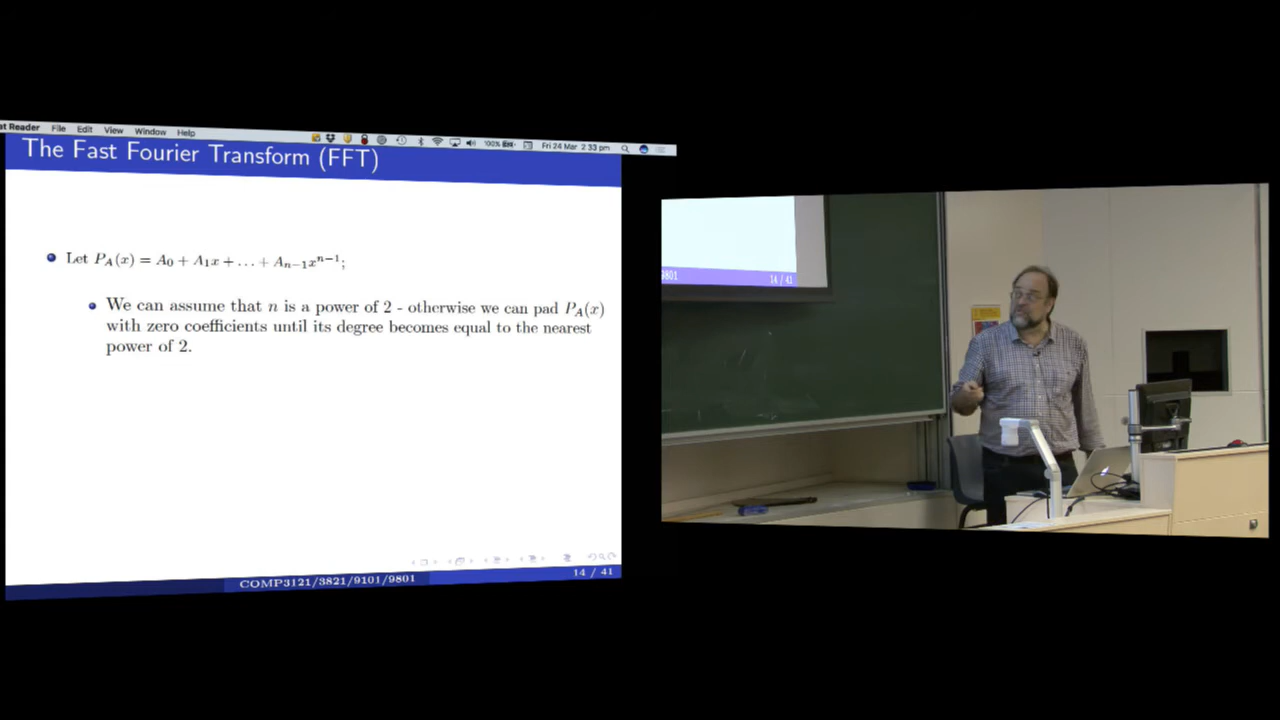 at Reader File Edit View Window Help 100% Fri 24 Mar 2 33 pm
The Fast Fourier Transform (FFT)
Let P_A(x) = A_0 + A_1x + … + A_{n−1}x^{n−1};
We can assume that n is a power of 2 - otherwise we can pad P_A(x)
with zero coefficients until its degree becomes equal to the nearest
power of 2.
COMP3121/3821/9101/9801 14 / 41
9801 14 / 41